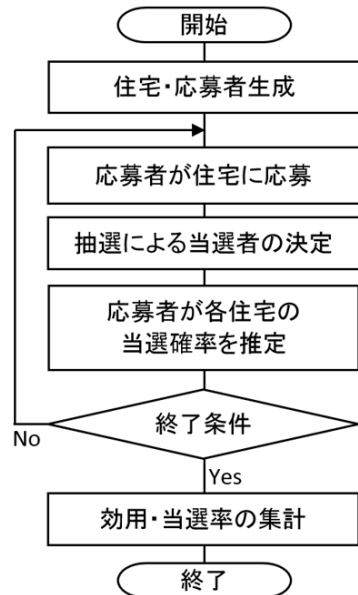 開始
住宅・応募者生成
応募者が住宅に応募
抽選による当選者の決定
応募者が各住宅の
当選確率を推定
終了条件
No
Yes
効用・当選率の集計
終了